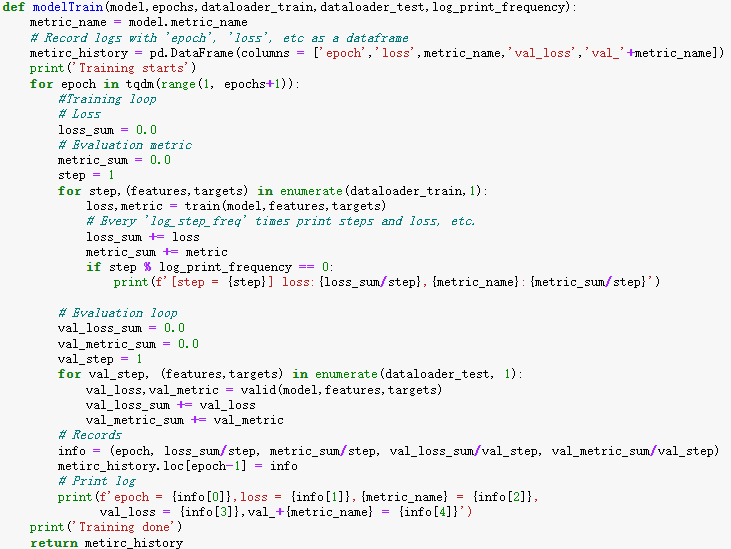 def modelTrain(model,epochs,dataloader_train,dataloader_test,log_print_frequency):
    metric_name = model.metric_name
    # Record logs with 'epoch', 'loss', etc as a dataframe
    metirc_history = pd.DataFrame(columns = ['epoch','loss',metric_name,'val_loss','val_'+metric_name])
    print('Training starts')
    for epoch in tqdm(range(1, epochs+1)):
        #Training loop
        # Loss
        loss_sum = 0.0
        # Evaluation metric
        metric_sum = 0.0
        step = 1
        for step,(features,targets) in enumerate(dataloader_train,1):
            loss,metric = train(model,features,targets)
            # Every 'log_step_freq' times print steps and loss, etc.
            loss_sum += loss
            metric_sum += metric
            if step % log_print_frequency == 0:
                print(f'[step = {step}] loss:{loss_sum/step},{metric_name}:{metric_sum/step}')

        # Evaluation loop
        val_loss_sum = 0.0
        val_metric_sum = 0.0
        val_step = 1
        for val_step, (features,targets) in enumerate(dataloader_test, 1):
            val_loss,val_metric = valid(model,features,targets)
            val_loss_sum += val_loss
            val_metric_sum += val_metric
        # Records
        info = (epoch, loss_sum/step, metric_sum/step, val_loss_sum/val_step, val_metric_sum/val_step)
        metirc_history.loc[epoch-1] = info
        # Print log
        print(f'epoch = {info[0]},loss = {info[1]},{metric_name} = {info[2]},
              val_loss = {info[3]},val_+{metric_name} = {info[4]}')
    print('Training done')
    return metirc_history